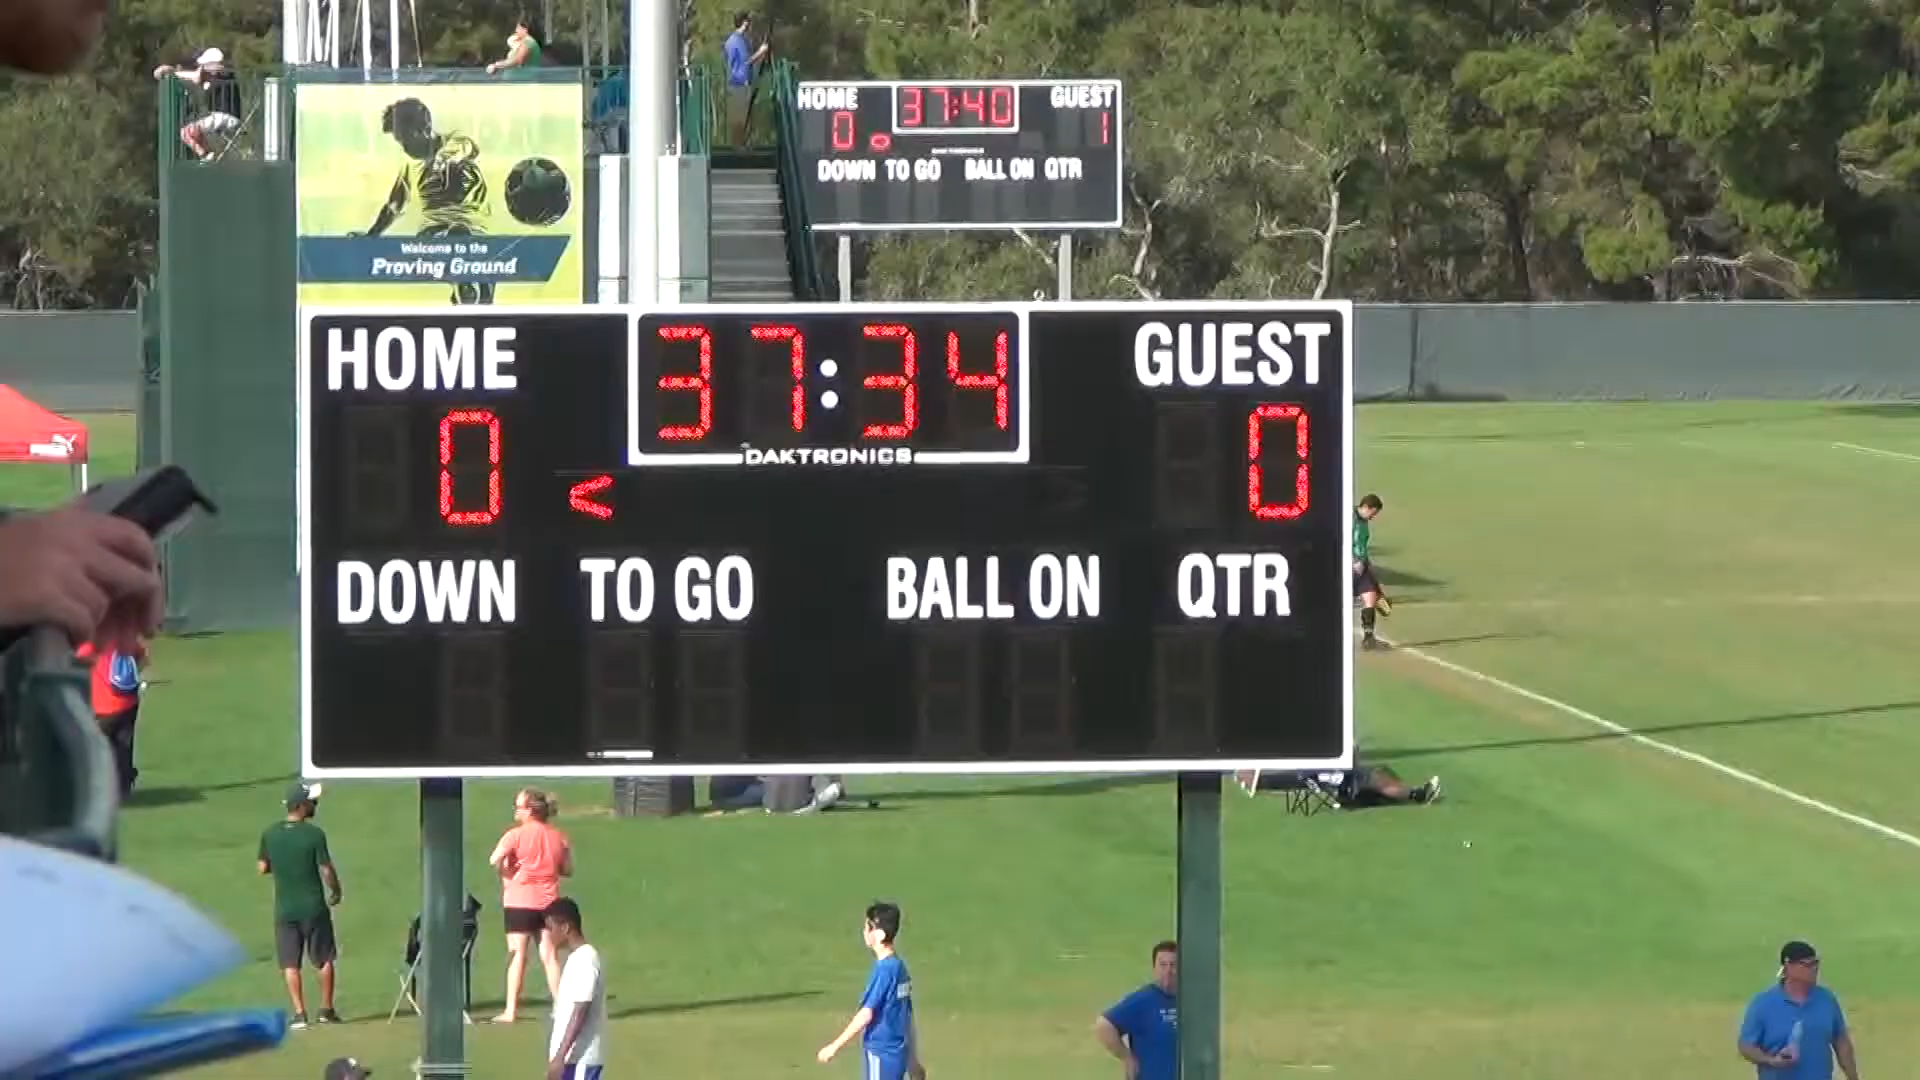 HOME 37:40 GUEST
0 1
DOWN TO GO BALL ON QTR
Welcome to the
Proving Ground
HOME 37:34 GUEST
DAKTRONICS
0 < 0
DOWN TO GO BALL ON QTR
PUMA